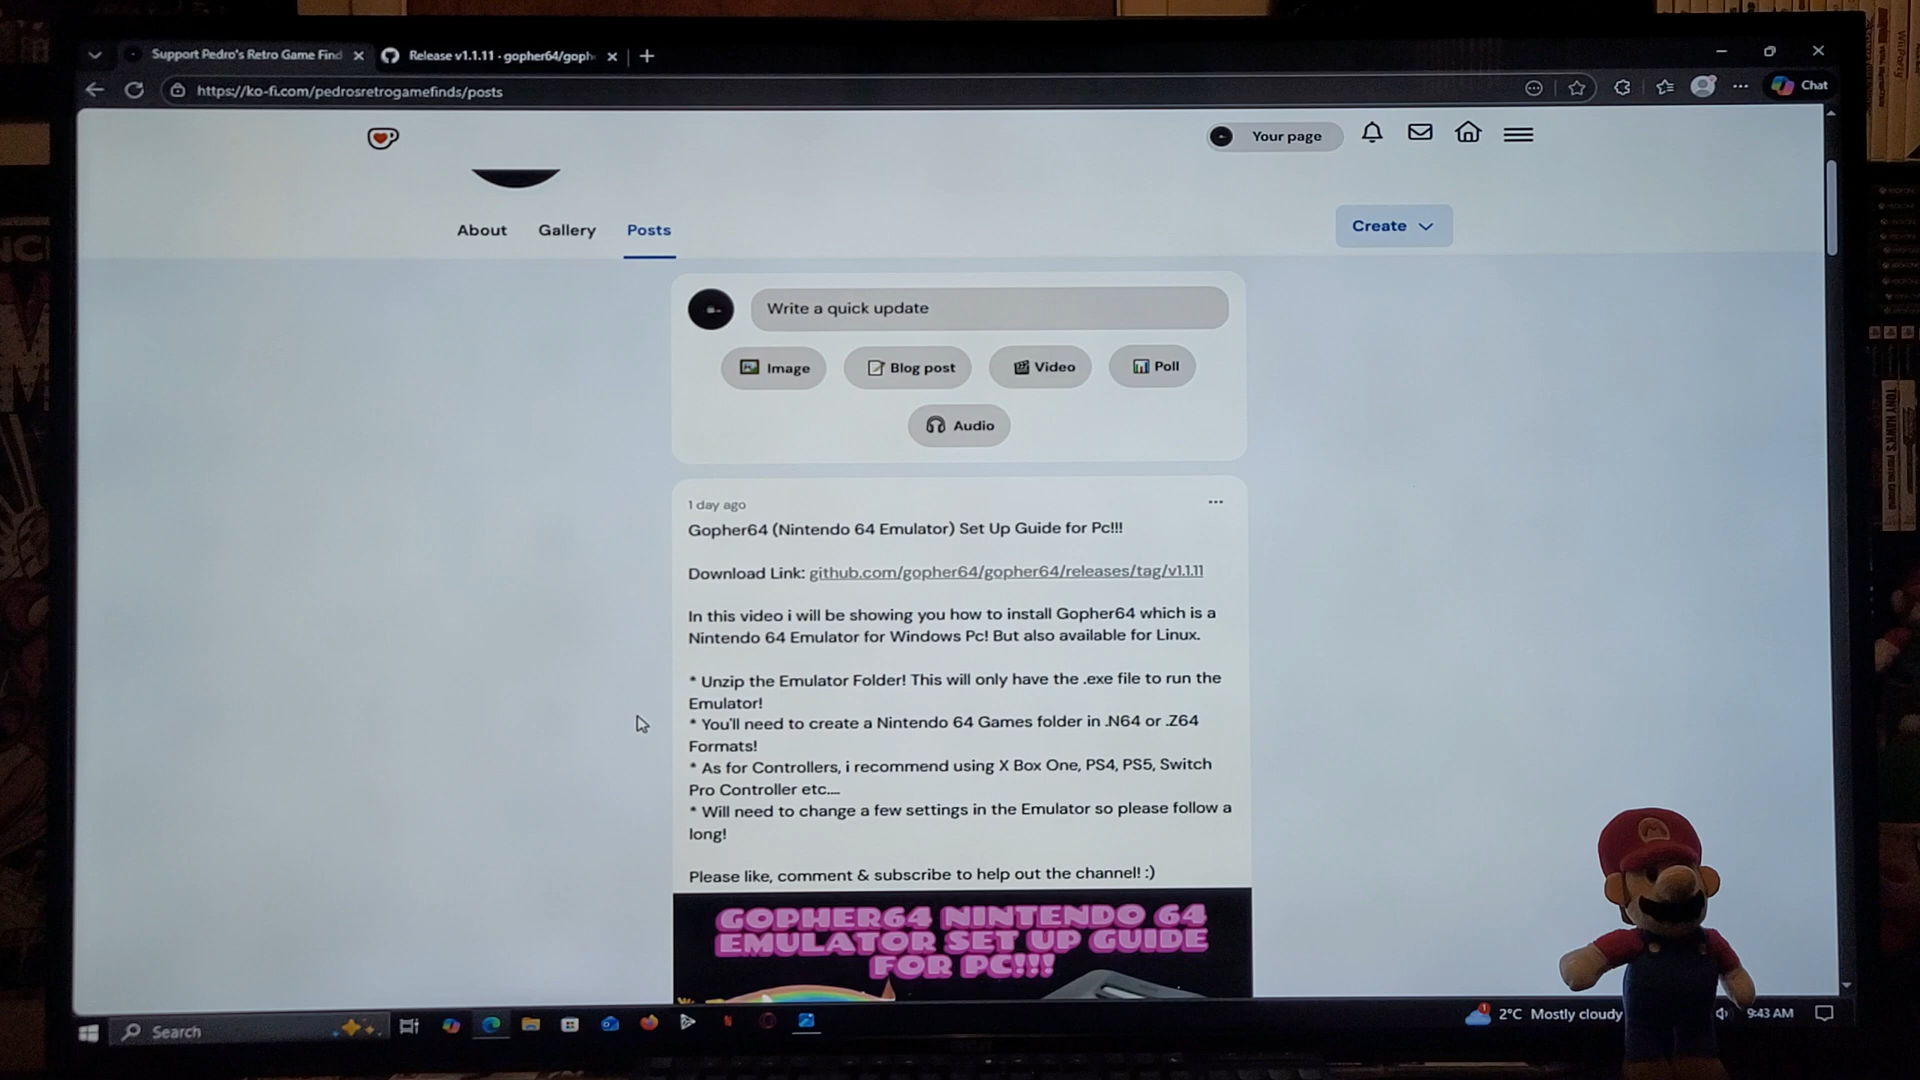 Support Pedro's Retro Game Find
Release v1.1.11 · gopher64/goph
https://ko-fi.com/pedrosretrogamefinds/posts
Chat
Your page
About
Gallery
Posts
Create
Write a quick update
Image
Blog post
Video
Poll
Audio
1 day ago
Gopher64 (Nintendo 64 Emulator) Set Up Guide for Pc!!!
Download Link: github.com/gopher64/gopher64/releases/tag/v1.1.11
In this video i will be showing you how to install Gopher64 which is a
Nintendo 64 Emulator for Windows Pc! But also available for Linux.
* Unzip the Emulator Folder! This will only have the .exe file to run the
Emulator!
* You'll need to create a Nintendo 64 Games folder in .N64 or .Z64
Formats!
* As for Controllers, i recommend using X Box One, PS4, PS5, Switch
Pro Controller etc....
* Will need to change a few settings in the Emulator so please follow a
long!
Please like, comment & subscribe to help out the channel! :)
GOPHER64 NINTENDO 64
EMULATOR SET UP GUIDE
FOR PC!!!
Search
2°C Mostly cloudy
9:43 AM
M
Wii Party
TONY HAWK'S